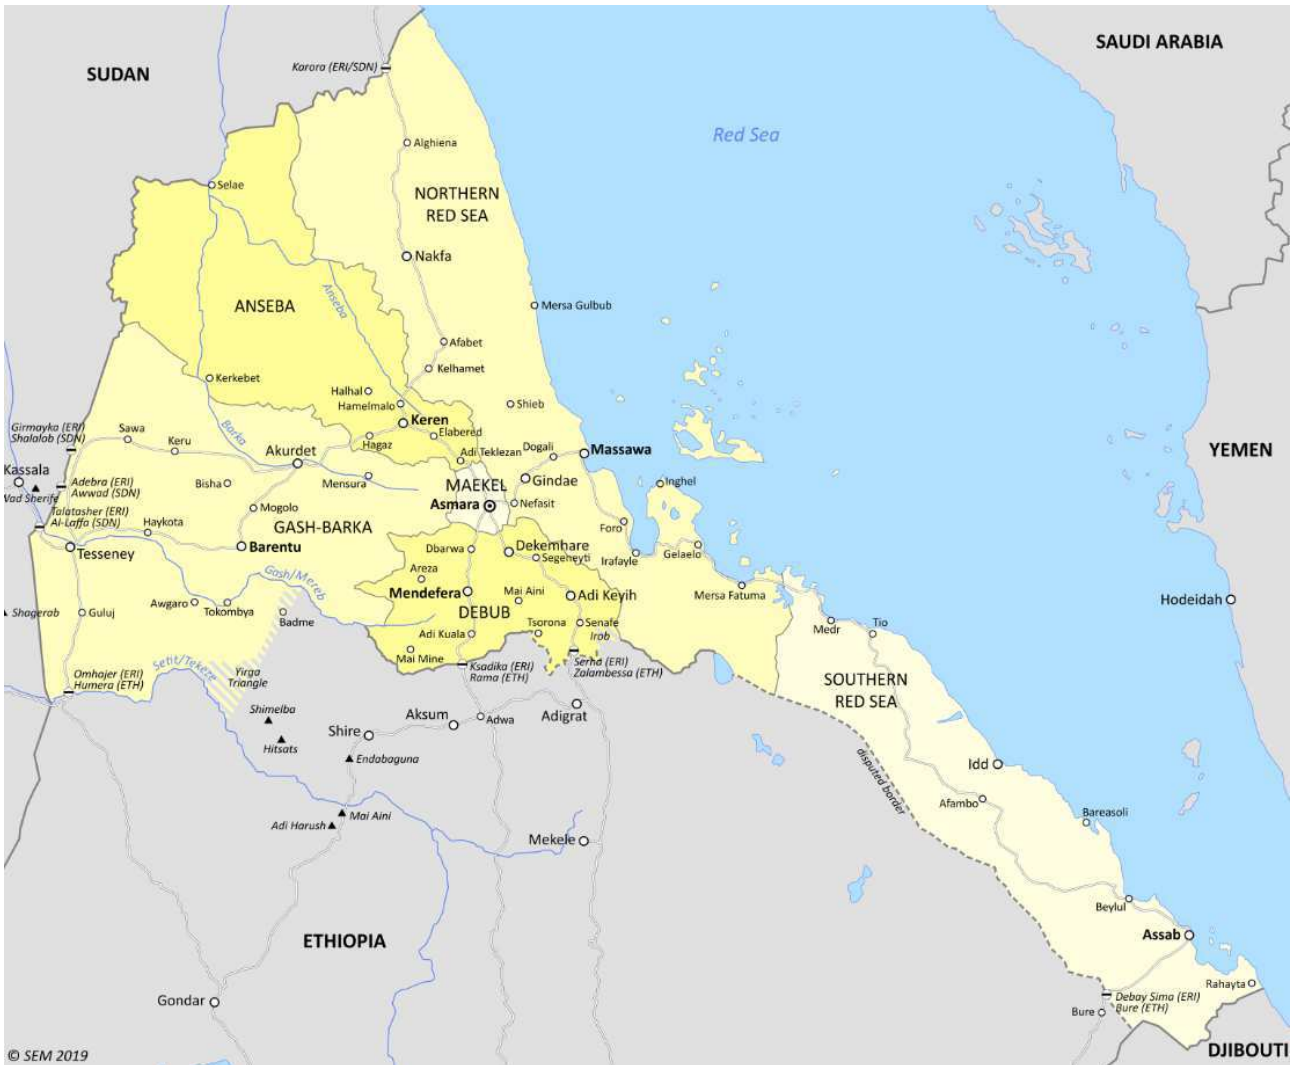 SAUDI ARABIA
SUDAN
Karora (ERI/SDN)
Red Sea
Alghiena
Selae
NORTHERN
RED SEA
Nakfa
Anseba
ANSEBA
Mersa Gulbub
Afabet
Kelhamet
Kerkebet
Halhal
Hamelmalo
Shieb
Keren
Girmayka (ERI)
Shalalob (SDN)
Sawa
Barka
Elabered
Keru
Hagaz
Dogali
Massawa
YEMEN
Akurdet
Adi Teklezan
Kassala
Wad Sherife
Adebra (ERI)
Awwad (SDN)
Bisha
Mensura
MAEKEL
Gindae
Inghel
Asmara
Nefasit
Talatasher (ERI)
Al-Laffa (SDN)
Mogolo
Haykota
GASH-BARKA
Foro
Tesseney
Barentu
Dbarwa
Dekemhare
Segeneyti
Irafayle
Gelaelo
Gash/Mereb
Areza
Mendefera
Mai Aini
Adi Keyih
Mersa Fatuma
Hodeidah
Shagerab
Guluj
Awgaro
Tokombya
Badme
DEBUB
Adi Kuala
Tsorona
Senafe
Irob
Medr
Tio
Mai Mine
Setit/Tekeze
Omhajer (ERI)
Humera (ETH)
Yirga
Triangle
Ksadika (ERI)
Rama (ETH)
Serha (ERI)
Zalambessa (ETH)
SOUTHERN
RED SEA
Shimelba
Aksum
Adwa
Adigrat
Shire
Hitsats
Endabaguna
disputed border
Idd
Afambo
Mai Aini
Adi Harush
Bareasoli
Mekele
Beylul
ETHIOPIA
Assab
Rahayta
Gondar
Debay Sima (ERI)
Bure (ETH)
Bure
© SEM 2019
DJIBOUTI